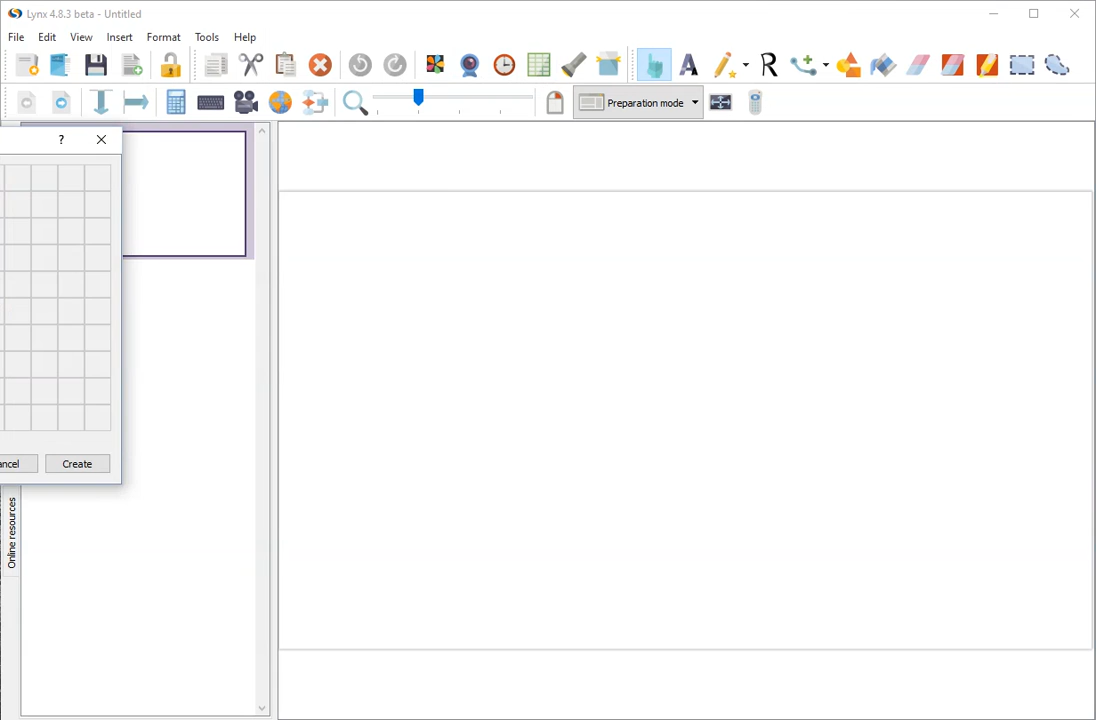 Lynx 4.8.3 beta - Untitled
File Edit View Insert Format Tools Help
A R
Preparation mode
?
Create
Online resources